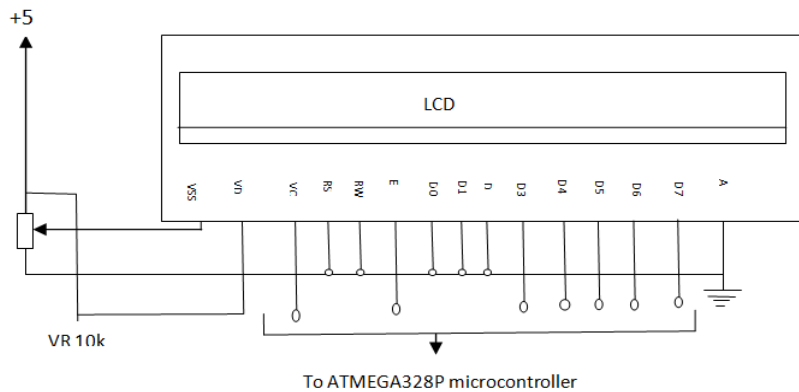 +5
LCD
VSS VD VC RS RW E D0 D1 D D3 D4 D5 D6 D7 A
VR 10k
To ATMEGA328P microcontroller